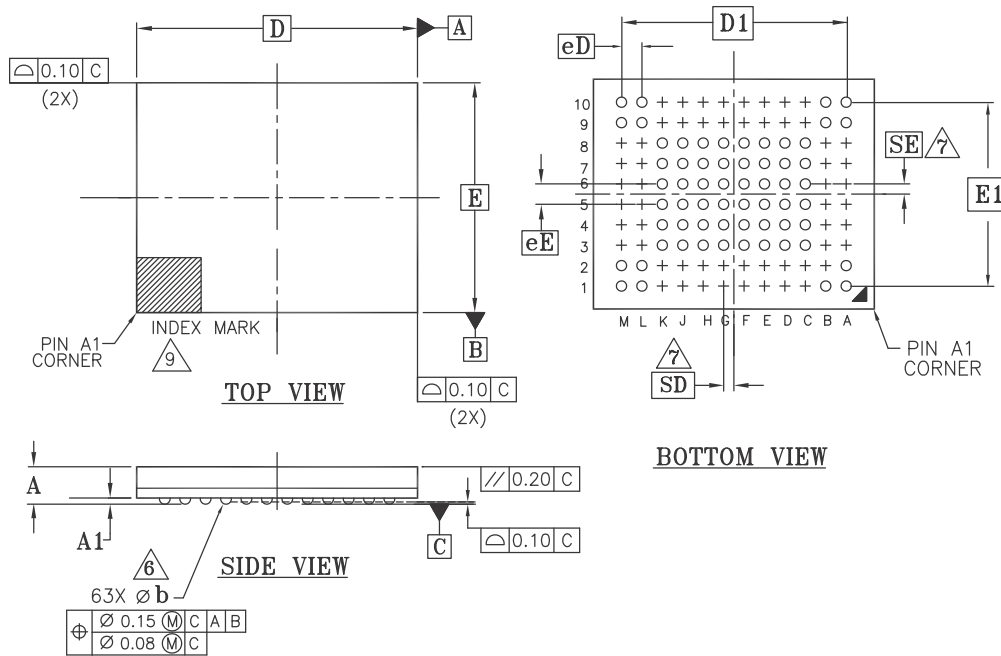 D
A
⌓ 0.10 C
(2X)
E
PIN A1
CORNER
INDEX MARK
9
B
TOP VIEW
⌓ 0.10 C
(2X)
D1
eD
10
9
8
7
6
5
4
3
2
1
SE
7
E1
eE
M L K J H G F E D C B A
7
SD
PIN A1
CORNER
BOTTOM VIEW
A
A1
// 0.20 C
C
⌓ 0.10 C
6
SIDE VIEW
63X ⌀ b
⌖ ⌀ 0.15 Ⓜ C A B
⌀ 0.08 Ⓜ C